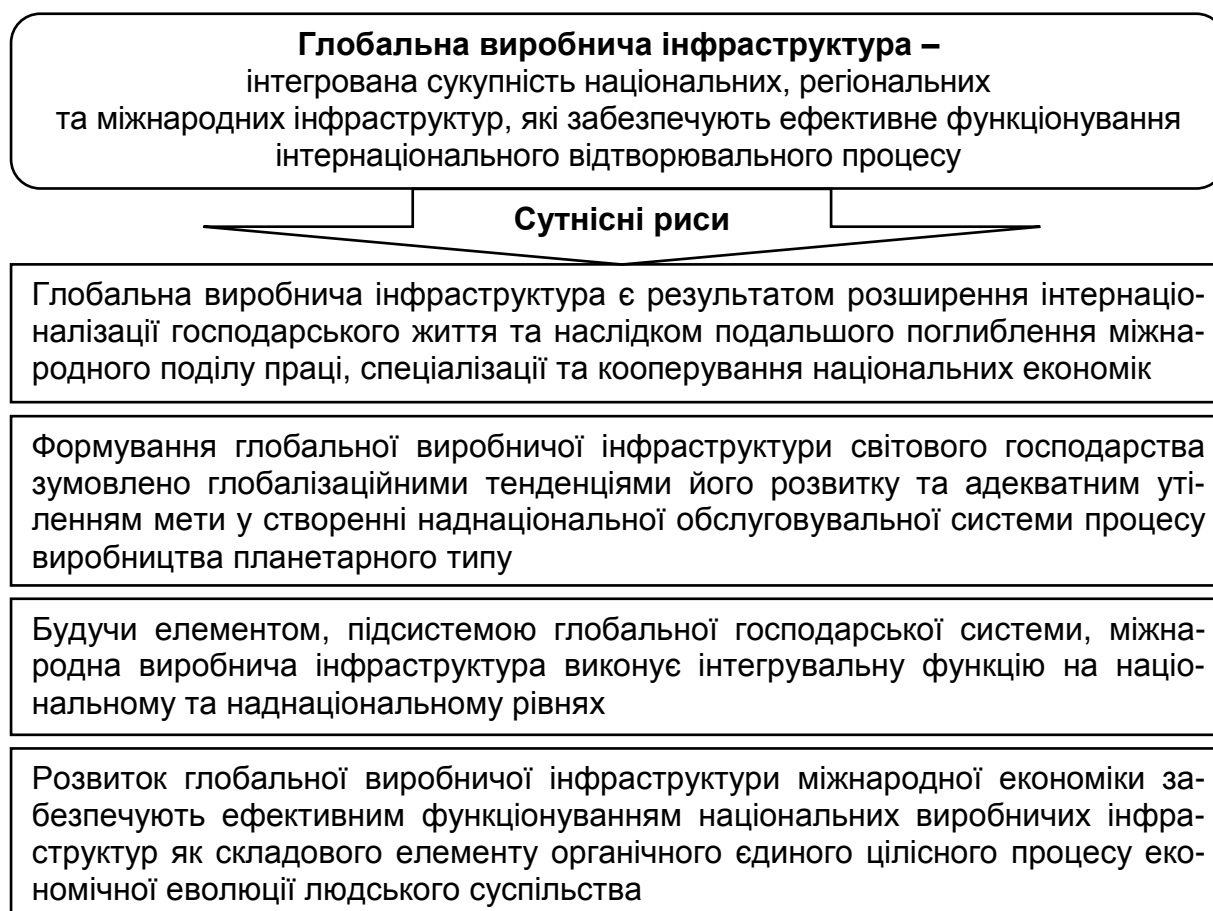 Глобальна виробнича інфраструктура –
інтегрована сукупність національних, регіональних
та міжнародних інфраструктур, які забезпечують ефективне функціонування
інтернаціонального відтворювального процесу
Сутнісні риси
Глобальна виробнича інфраструктура є результатом розширення інтернаціо-
налізації господарського життя та наслідком подальшого поглиблення міжна-
родного поділу праці, спеціалізації та кооперування національних економік
Формування глобальної виробничої інфраструктури світового господарства
зумовлено глобалізаційними тенденціями його розвитку та адекватним уті-
ленням мети у створенні наднаціональної обслуговувальної системи процесу
виробництва планетарного типу
Будучи елементом, підсистемою глобальної господарської системи, міжна-
родна виробнича інфраструктура виконує інтегрувальну функцію на націо-
нальному та наднаціональному рівнях
Розвиток глобальної виробничої інфраструктури міжнародної економіки за-
безпечують ефективним функціонуванням національних виробничих інфра-
структур як складового елементу органічного єдиного цілісного процесу еко-
номічної еволюції людського суспільства